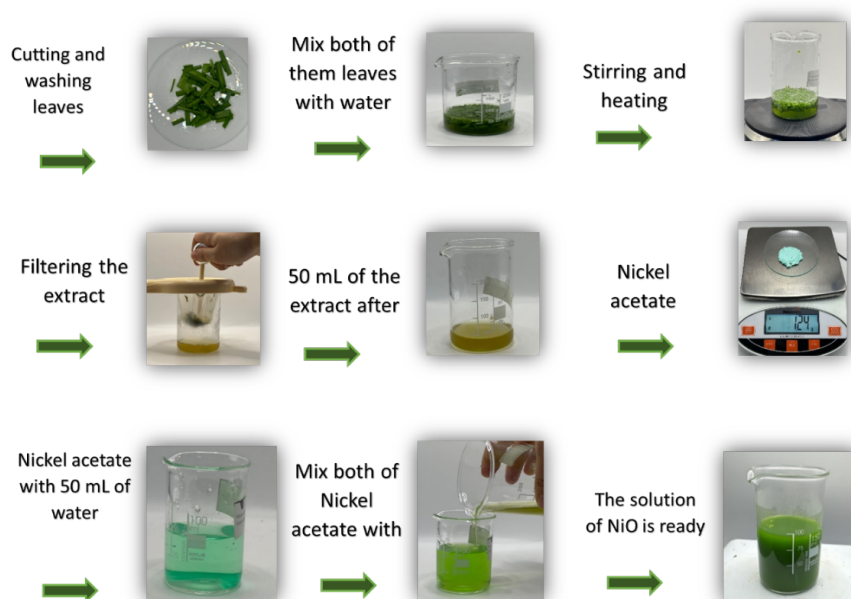 Cutting and
washing
leaves
Mix both of
them leaves
with water
Stirring and
heating
Filtering the
extract
50 mL of the
extract after
Nickel
acetate
124
Nickel acetate
with 50 mL of
water
100
Mix both of
Nickel
acetate with
The solution
of NiO is ready